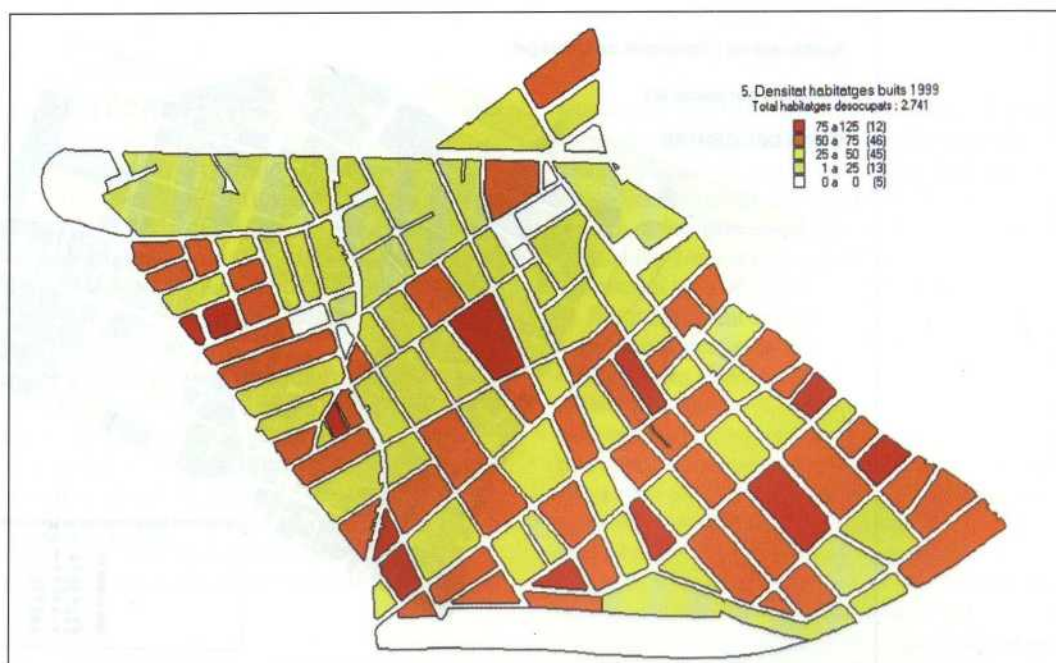 5. Densitat habitatges buits 1999
Total habitatges desocupats : 2.741
75 a 125 (12)
50 a 75 (46)
25 a 50 (45)
1 a 25 (13)
0 a 0 (5)